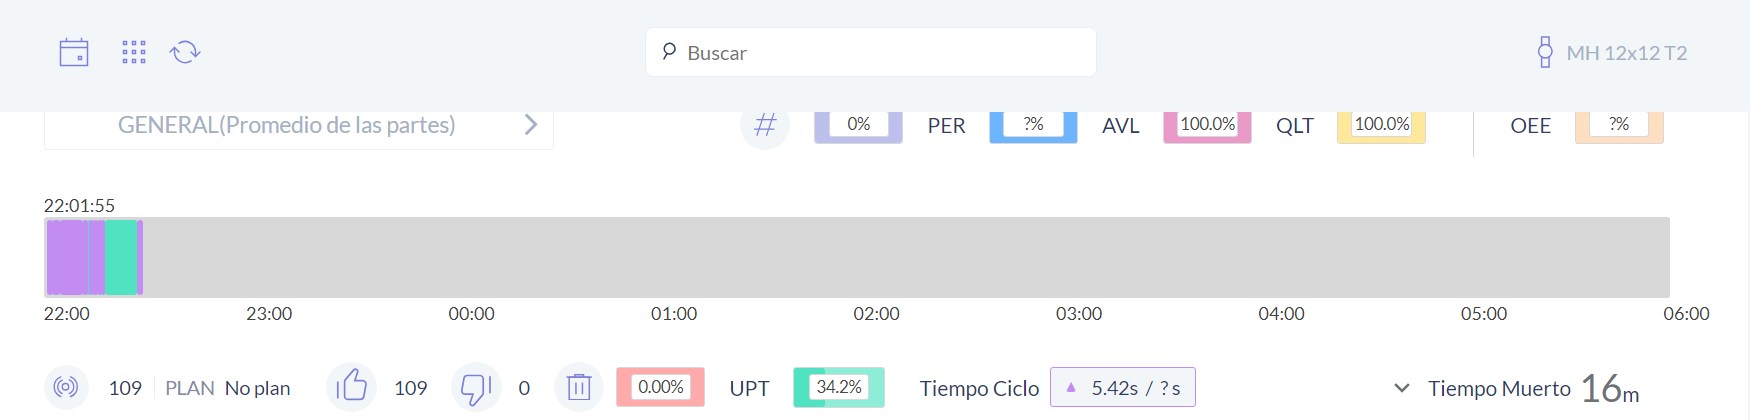 Buscar
MH 12x12 T2
GENERAL(Promedio de las partes)
# 0% PER ?% AVL 100.0% QLT 100.0% OEE ?%
22:01:55
22:00 23:00 00:00 01:00 02:00 03:00 04:00 05:00 06:00
109 PLAN No plan 109 0 0.00% UPT 34.2% Tiempo Ciclo 5.42s / ? s Tiempo Muerto 16m